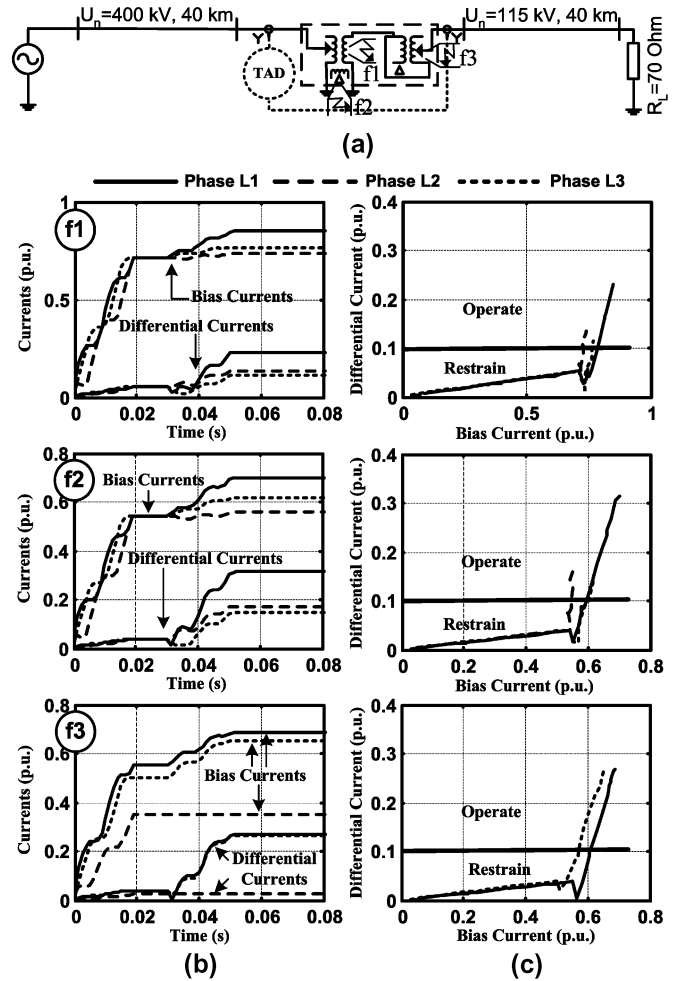 Un=400 kV, 40 km
Un=115 kV, 40 km
Y
Y
TAD
f1
f2
f3
Δ
Δ
RL=70 Ohm
(a)
Phase L1
Phase L2
Phase L3
f1
Currents (p.u.)
1
0.5
0
Bias Currents
Differential Currents
0
0.02
0.04
0.06
0.08
Time (s)
Differential Current (p.u.)
0.4
0.3
0.2
0.1
0
Operate
Restrain
0
0.5
1
Bias Current (p.u.)
f2
Currents (p.u.)
0.8
0.6
0.4
0.2
0
Bias Currents
Differential Currents
0
0.02
0.04
0.06
0.08
Time (s)
Differential Current (p.u.)
0.4
0.3
0.2
0.1
0
Operate
Restrain
0
0.2
0.4
0.6
0.8
Bias Current (p.u.)
f3
Currents (p.u.)
0.8
0.6
0.4
0.2
0
Bias Currents
Differential
Currents
0
0.02
0.04
0.06
0.08
Time (s)
Differential Current (p.u.)
0.4
0.3
0.2
0.1
0
Operate
Restrain
0
0.2
0.4
0.6
0.8
Bias Current (p.u.)
(b)
(c)